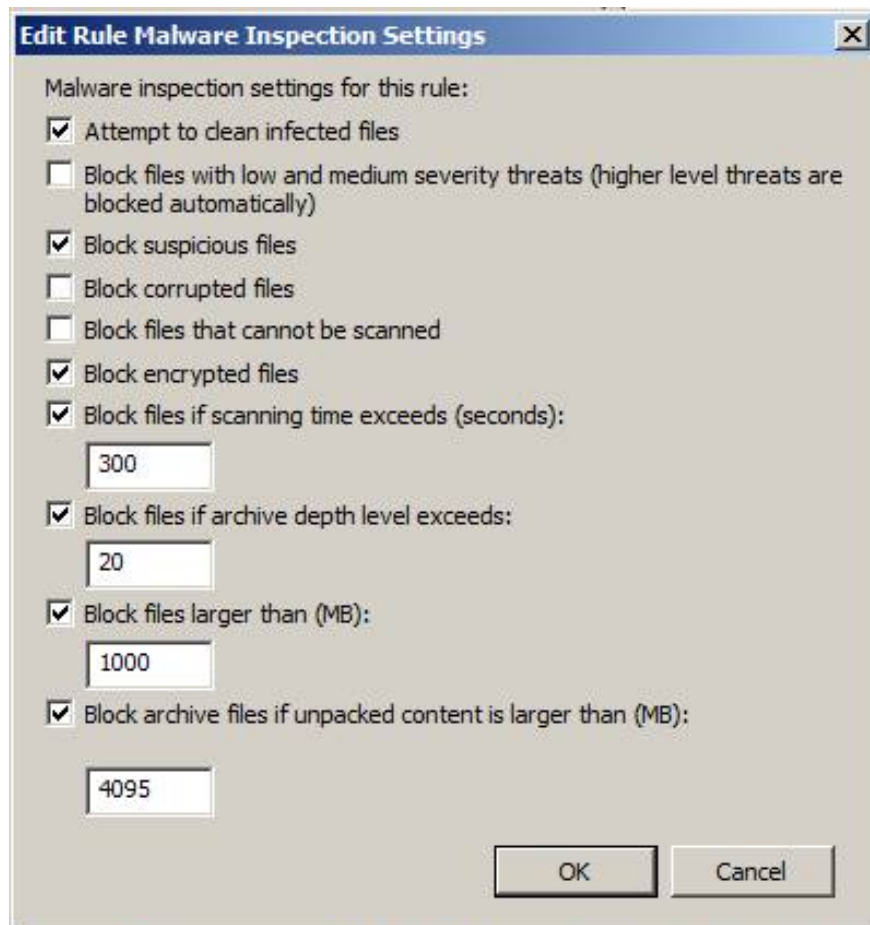 Edit Rule Malware Inspection Settings
Malware inspection settings for this rule:
Attempt to clean infected files
Block files with low and medium severity threats (higher level threats are
blocked automatically)
Block suspicious files
Block corrupted files
Block files that cannot be scanned
Block encrypted files
Block files if scanning time exceeds (seconds):
300
Block files if archive depth level exceeds:
20
Block files larger than (MB):
1000
Block archive files if unpacked content is larger than (MB):
4095
OK Cancel